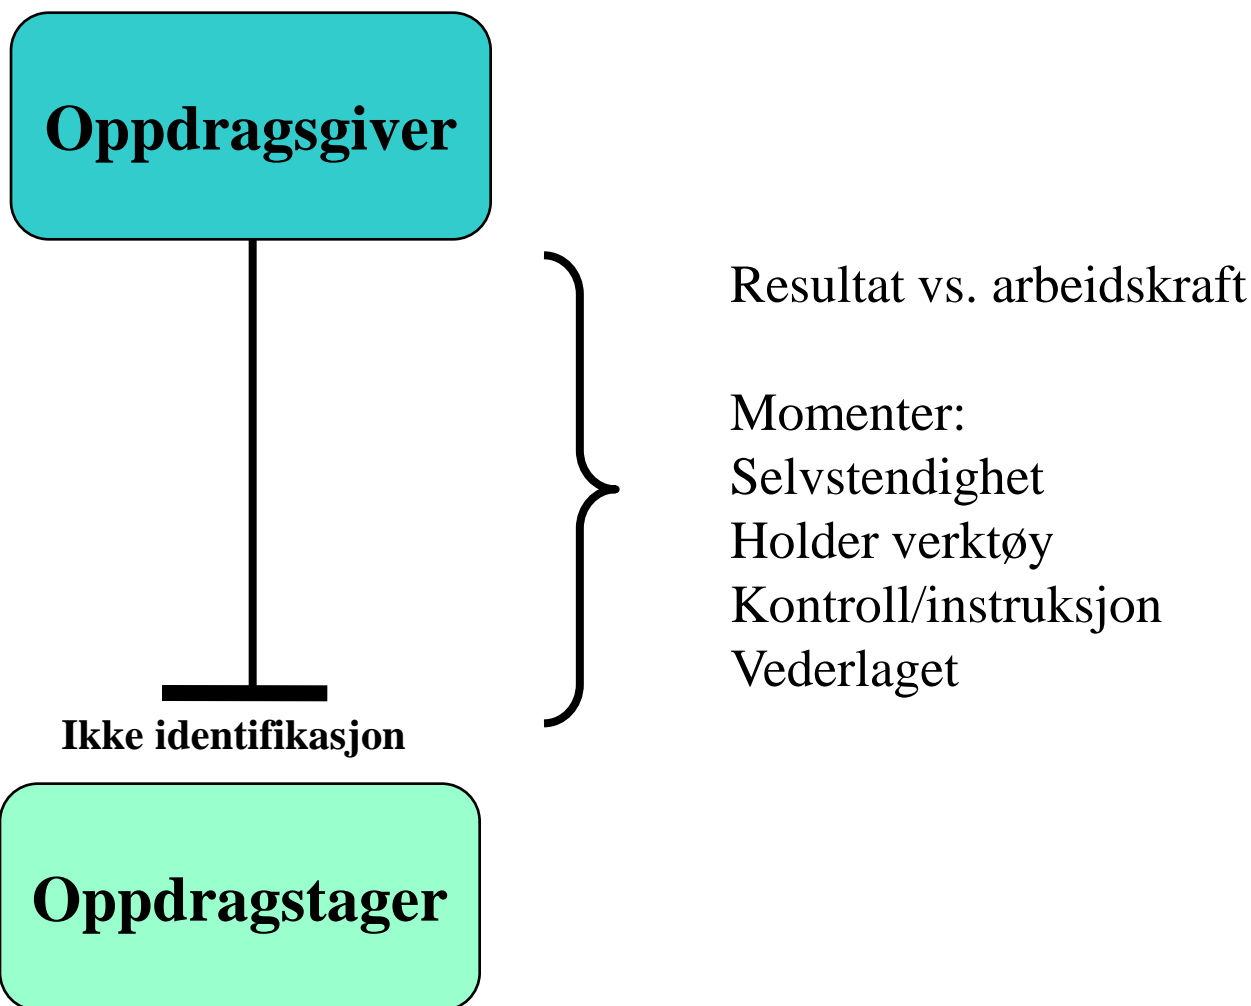 Oppdragsgiver
Resultat vs. arbeidskraft
Momenter:
Selvstendighet
Holder verktøy
Kontroll/instruksjon
Vederlaget
Ikke identifikasjon
Oppdragstager